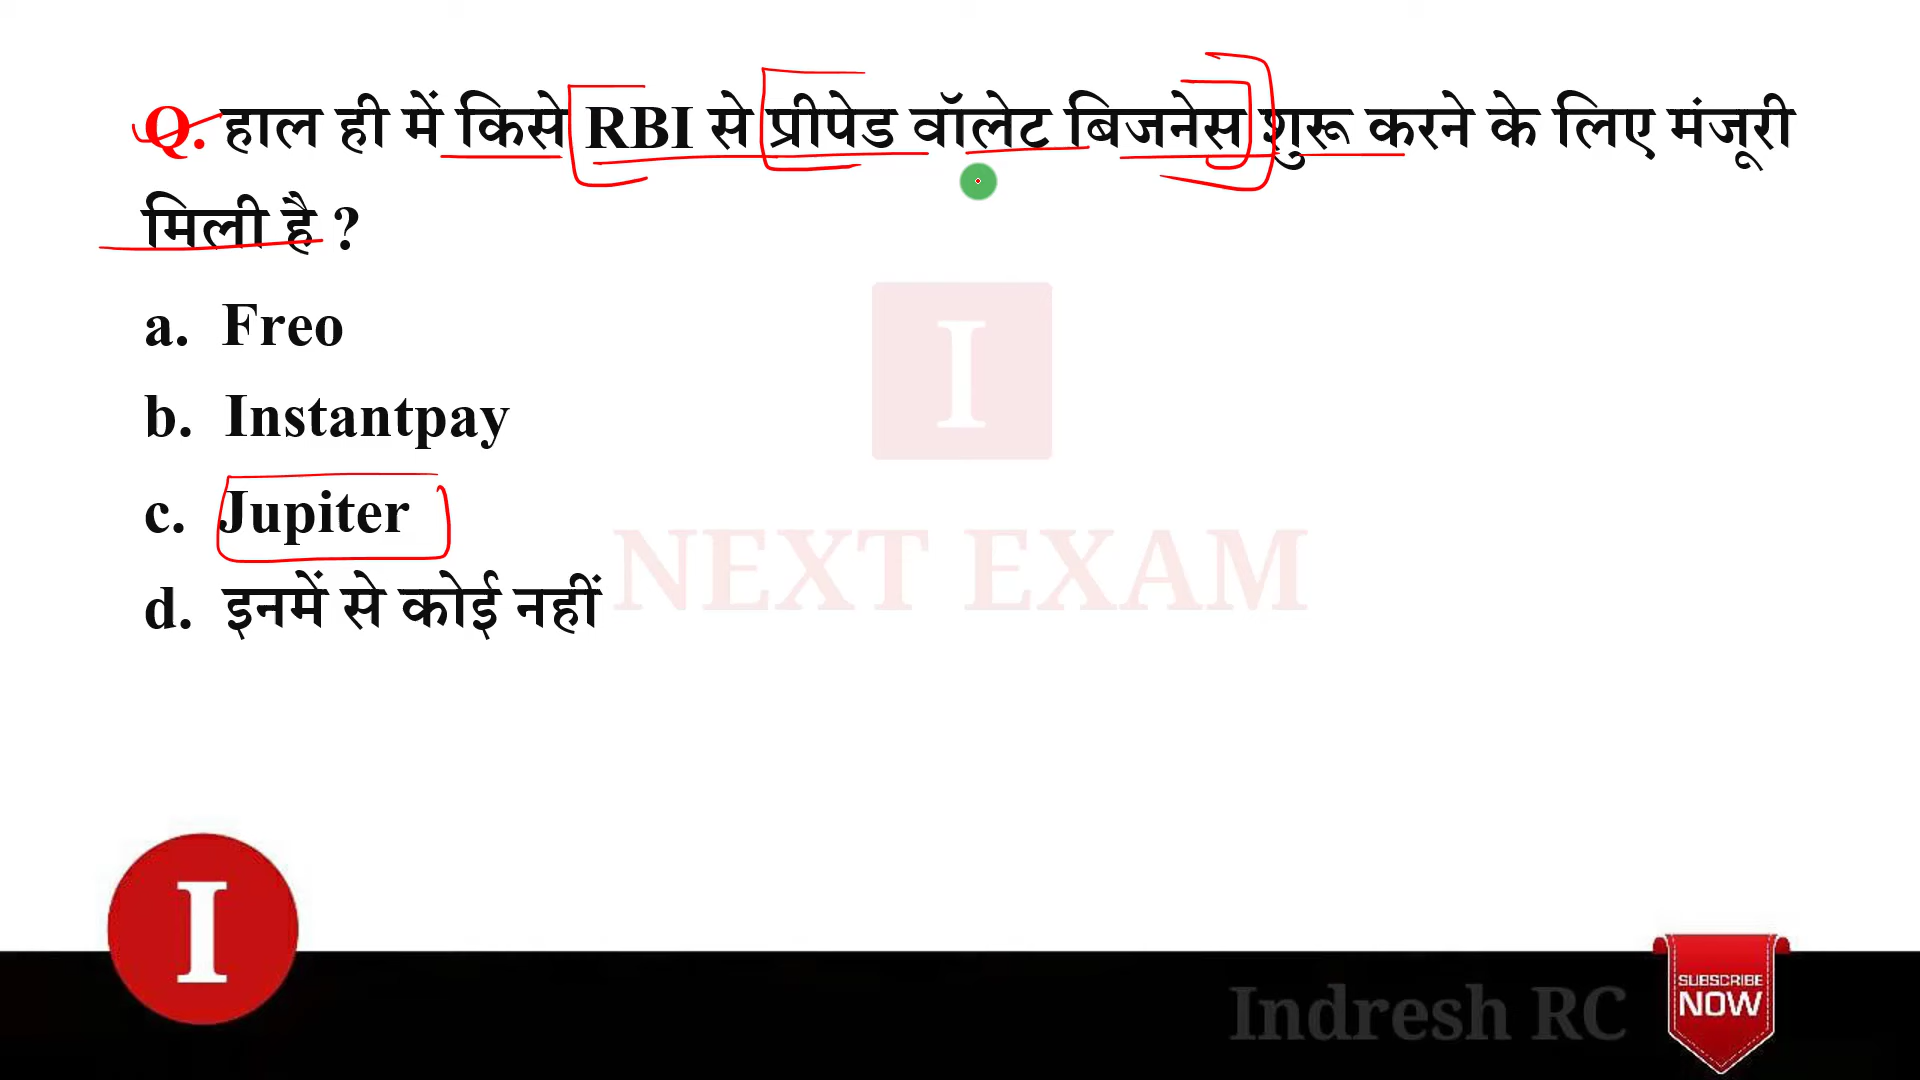 Q. हाल ही में किसे RBI से प्रीपेड वॉलेट बिजनेस शुरू करने के लिए मंजूरी
मिली है ?
a. Freo
b. Instantpay
c. Jupiter
d. इनमें से कोई नहीं
I
NEXT EXAM
I
Indresh RC
SUBSCRIBE
NOW